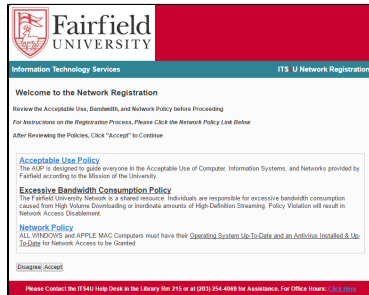 Fairfield
UNIVERSITY
Information Technology Services
ITS4U Network Registration
Welcome to the Network Registration
Review the Acceptable Use, Bandwidth, and Network Policy before Proceeding
For Instructions on the Registration Process, Please Click the Network Policy Link Below
After Reviewing the Policies, Click "Accept" to Continue
Acceptable Use Policy
The AUP is designed to guide everyone in the Acceptable Use of Computer, Information Systems, and Networks provided by
Fairfield according to the Mission of the University.
Excessive Bandwidth Consumption Policy
The Fairfield University Network is a shared resource. Individuals are responsible for excessive bandwidth consumption
caused from High Volume Downloading or inordinate amounts of High-Definition Streaming. Policy Violation will result in
Network Access Disablement.
Network Policy
ALL WINDOWS and APPLE MAC Computers must have their Operating System Up-To-Date and an Antivirus Installed & Up-
To-Date for Network Access to be Granted
Disagree Accept
Please Contact the ITS4U Help Desk in the Library Rm 215 or at (203) 254-4069 for Assistance. For Office Hours: Click Here